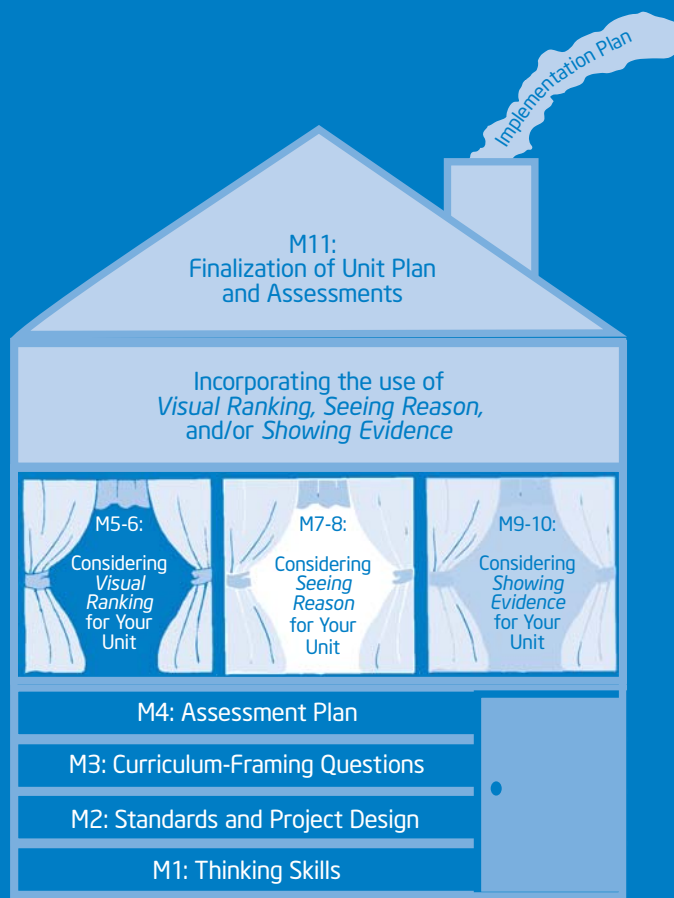 Implementation Plan
M11:
Finalization of Unit Plan
and Assessments
Incorporating the use of
Visual Ranking, Seeing Reason,
and/or Showing Evidence
M5-6:
Considering
Visual
Ranking
for Your
Unit
M7-8:
Considering
Seeing
Reason
for Your
Unit
M9-10:
Considering
Showing
Evidence
for Your
Unit
M4: Assessment Plan
M3: Curriculum-Framing Questions
M2: Standards and Project Design
M1: Thinking Skills